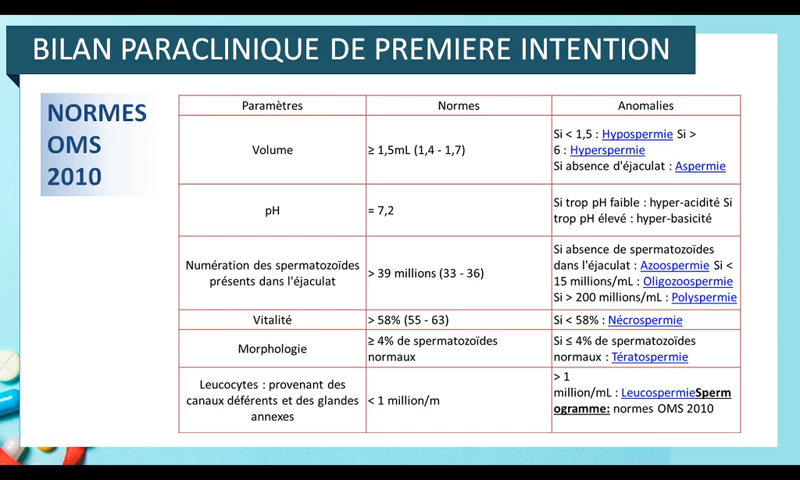 BILAN PARACLINIQUE DE PREMIERE INTENTION
NORMES
OMS
2010
Paramètres
Normes
Anomalies
Volume
≥ 1,5mL (1,4 - 1,7)
Si < 1,5 : Hypospermie Si >
6 : Hyperspermie
Si absence d'éjaculat : Aspermie
pH
= 7,2
Si trop pH faible : hyper-acidité Si
trop pH élevé : hyper-basicité
Numération des spermatozoïdes
présents dans l'éjaculat
> 39 millions (33 - 36)
Si absence de spermatozoïdes
dans l'éjaculat : Azoospermie Si <
15 millions/mL : Oligozoospermie
Si > 200 millions/mL : Polyspermie
Vitalité
> 58% (55 - 63)
Si < 58% : Nécrospermie
Morphologie
≥ 4% de spermatozoïdes
normaux
Si ≤ 4% de spermatozoïdes
normaux : Tératospermie
Leucocytes : provenant des
canaux déférents et des glandes
annexes
< 1 million/m
> 1
million/mL : LeucospermieSperm
ogramme: normes OMS 2010